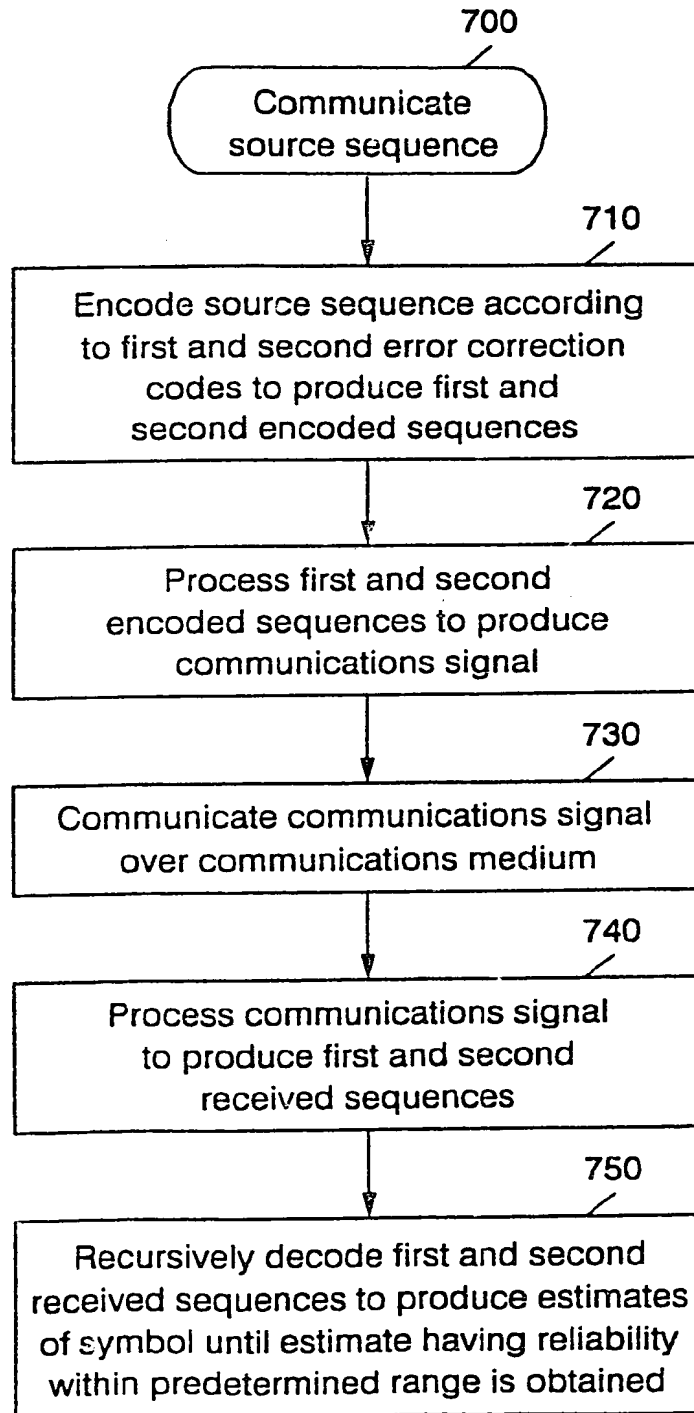 700
Communicate
source sequence
710
Encode source sequence according
to first and second error correction
codes to produce first and
second encoded sequences
720
Process first and second
encoded sequences to produce
communications signal
730
Communicate communications signal
over communications medium
740
Process communications signal
to produce first and second
received sequences
750
Recursively decode first and second
received sequences to produce estimates
of symbol until estimate having reliability
within predetermined range is obtained